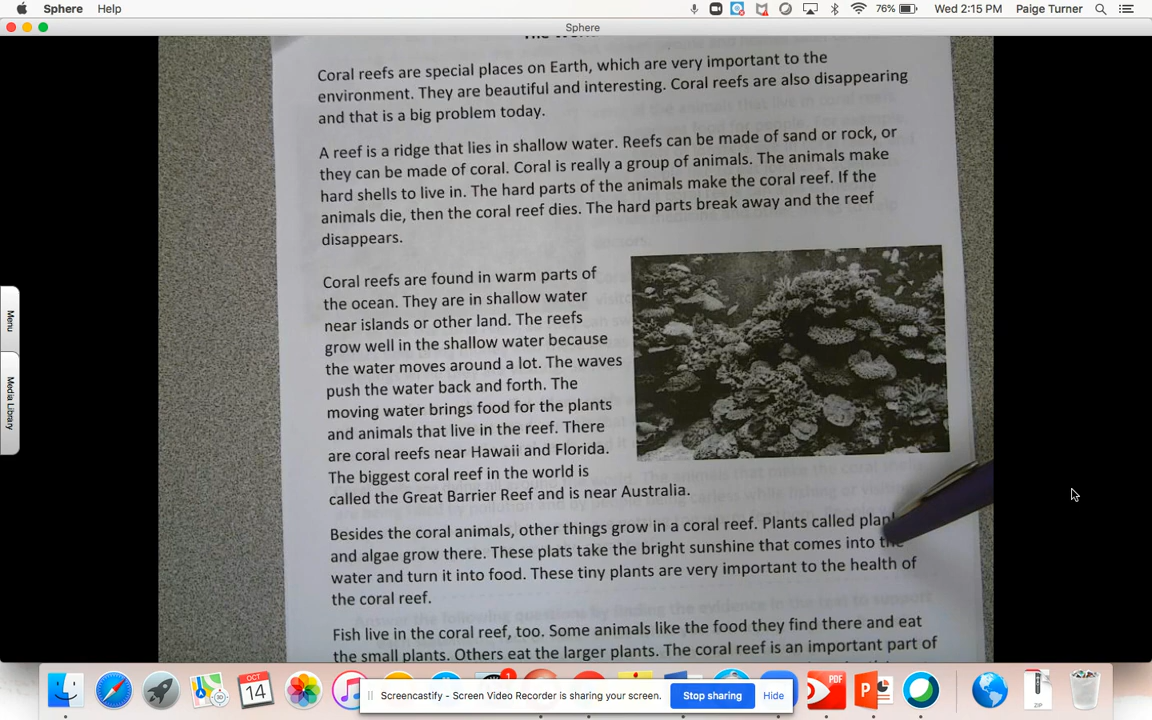 Sphere Help
76% Wed 2:15 PM Paige Turner
Sphere
The
Coral reefs are special places on Earth, which are very important to the
environment. They are beautiful and interesting. Coral reefs are also disappearing
and that is a big problem today.
A reef is a ridge that lies in shallow water. Reefs can be made of sand or rock, or
they can be made of coral. Coral is really a group of animals. The animals make
hard shells to live in. The hard parts of the animals make the coral reef. If the
animals die, then the coral reef dies. The hard parts break away and the reef
disappears.
Coral reefs are found in warm parts of
the ocean. They are in shallow water
near islands or other land. The reefs
grow well in the shallow water because
the water moves around a lot. The waves
push the water back and forth. The
moving water brings food for the plants
and animals that live in the reef. There
are coral reefs near Hawaii and Florida.
The biggest coral reef in the world is
called the Great Barrier Reef and is near Australia.
Besides the coral animals, other things grow in a coral reef. Plants called
and algae grow there. These plats take the bright sunshine that comes into the
water and turn it into food. These tiny plants are very important to the health of
the coral reef.
Fish live in the coral reef, too. Some animals like the food they find there and eat
the small plants. Others eat the larger plants. The coral reef is an important part of
Menu
Media Library
OCT
14
1
Screencastify - Screen Video Recorder is sharing your screen.
Stop sharing
Hide
PDF
P
ZIP